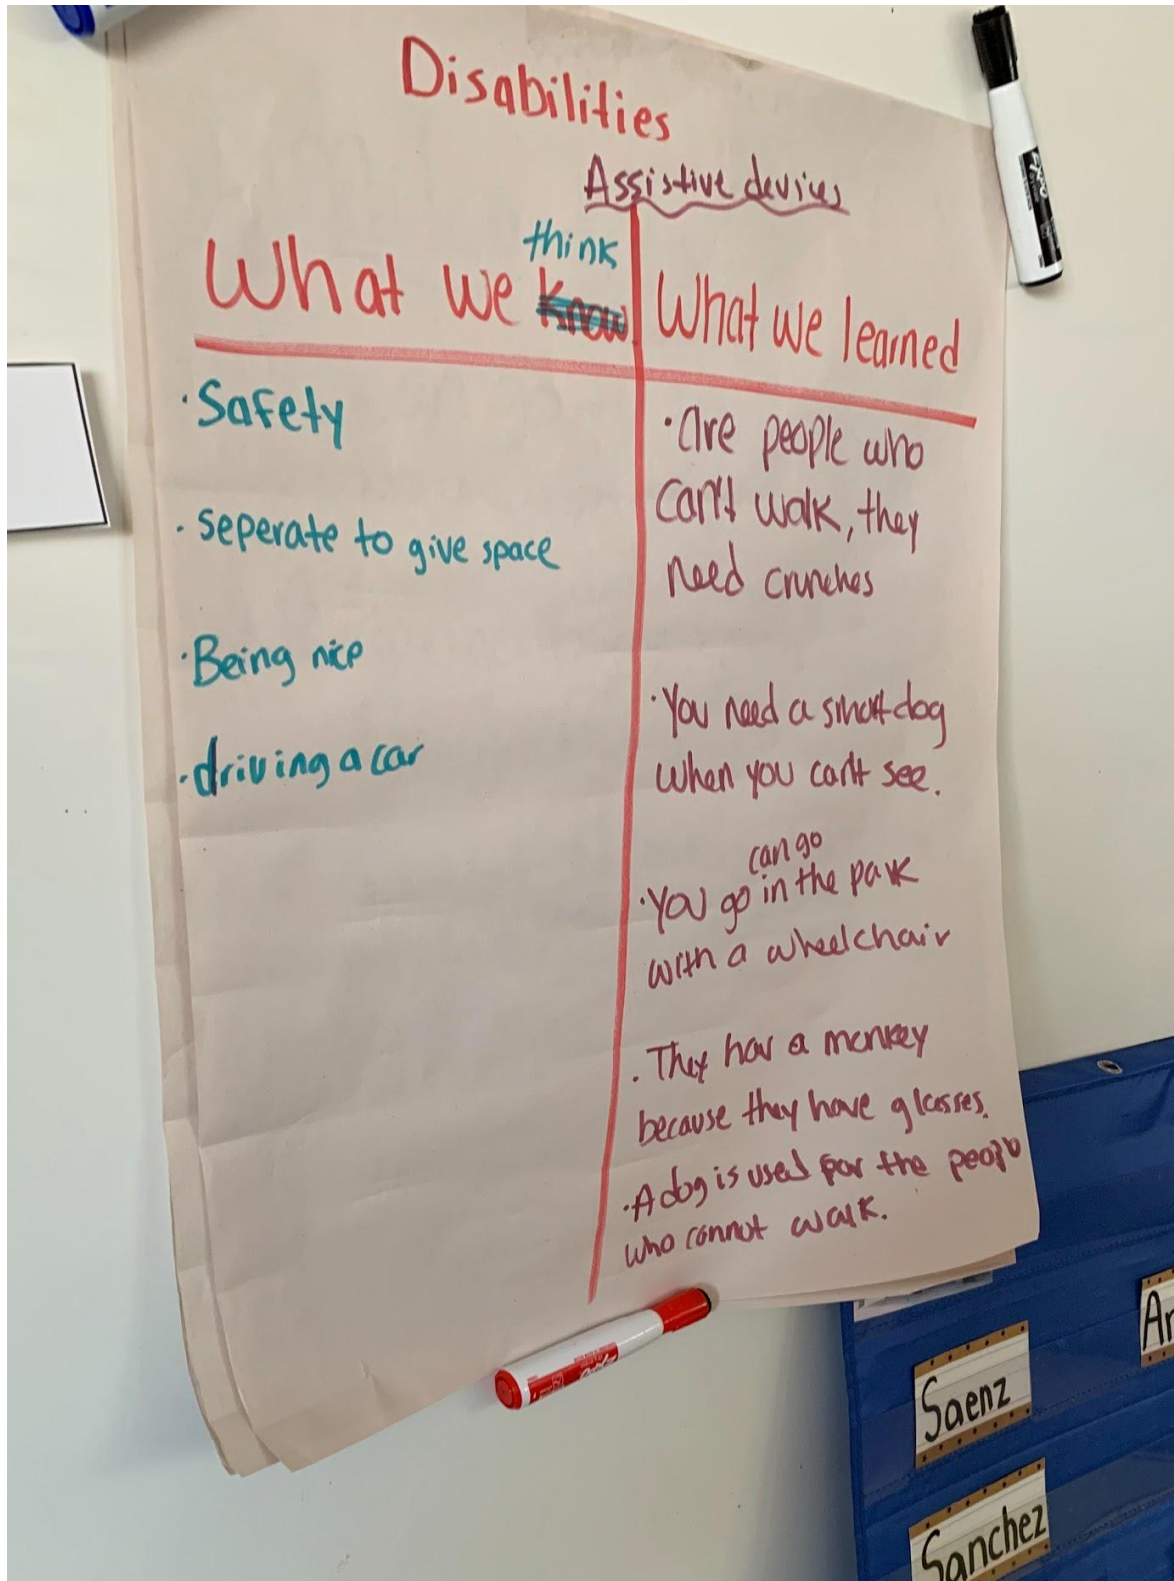 Disabilities
Assistive devices
think
What we know
What we learned
· Safety
· seperate to give space
· Being nice
· driving a car
· are people who
can't walk, they
need crunches
· You need a smart dog
when you can't see.
can go
· You go in the park
with a wheelchair
· They hav a monkey
because they have glasses.
· A dog is used for the people
who cannot walk.
EXPO
EXPO
Saenz
Sanchez
Ar